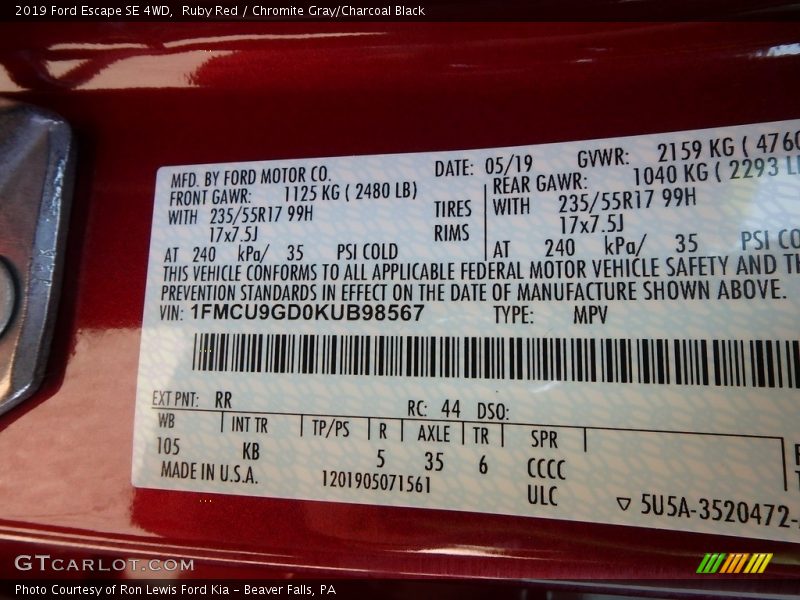 2019 Ford Escape SE 4WD, Ruby Red / Chromite Gray/Charcoal Black
MFD. BY FORD MOTOR CO. DATE: 05/19 GVWR: 2159 KG ( 4760
FRONT GAWR: 1125 KG ( 2480 LB) REAR GAWR: 1040 KG ( 2293
WITH 235/55R17 99H TIRES WITH 235/55R17 99H
17x7.5J RIMS 17x7.5J
AT 240 kPa/ 35 PSI COLD AT 240 kPa/ 35 PSI
THIS VEHICLE CONFORMS TO ALL APPLICABLE FEDERAL MOTOR VEHICLE SAFETY AND
PREVENTION STANDARDS IN EFFECT ON THE DATE OF MANUFACTURE SHOWN ABOVE.
VIN: 1FMCU9GD0KUB98567 TYPE: MPV
EXT PNT: RR RC: 44 DSO:
WB INT TR TP/PS R AXLE TR SPR
105 KB 5 35 6 CCCC
MADE IN U.S.A. 1201905071561 ULC ▽ 5U5A-3520472-
GTcarlot.com
Photo Courtesy of Ron Lewis Ford Kia - Beaver Falls, PA